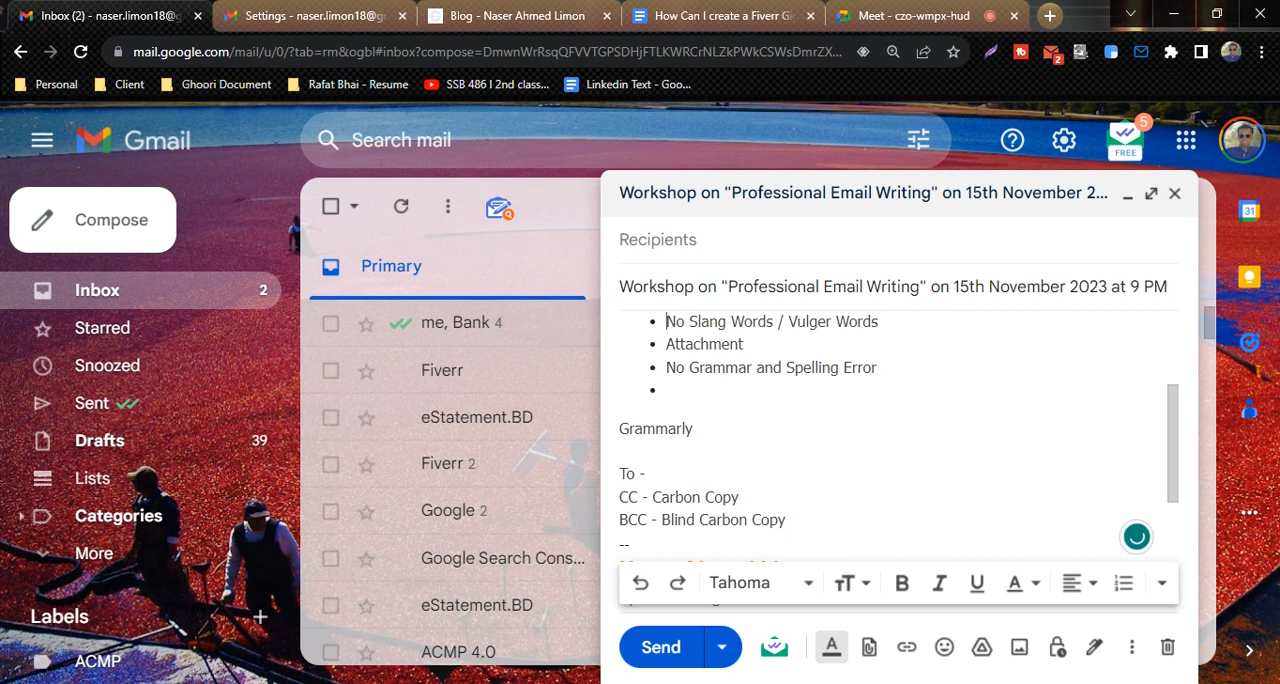 Inbox (2) - naser.limon18@g
Settings - naser.limon18@gr
Blog - Naser Ahmed Limon
How Can I create a Fiverr Gi
Meet - czo-wmpx-hud
mail.google.com/mail/u/0/?tab=rm&ogbl#inbox?compose=DmwnWrRsqQFVVTGPSDHjFTLKWRCrNLZkPWkCSWsDmrZX...
2
Personal
Client
Ghoori Document
Rafat Bhai - Resume
SSB 486 I 2nd class...
Linkedin Text - Goo...
Gmail
Search mail
FREE
5
Compose
Inbox 2
Starred
Snoozed
Sent
Drafts 39
Lists
Categories
More
Labels
ACMP
Primary
me, Bank 4
Fiverr
eStatement.BD
Fiverr 2
Google 2
Google Search Cons...
eStatement.BD
ACMP 4.0
Workshop on "Professional Email Writing" on 15th November 2...
Recipients
Workshop on "Professional Email Writing" on 15th November 2023 at 9 PM
• No Slang Words / Vulger Words
• Attachment
• No Grammar and Spelling Error
•
Grammarly
To -
CC - Carbon Copy
BCC - Blind Carbon Copy
--
Tahoma
Send
31